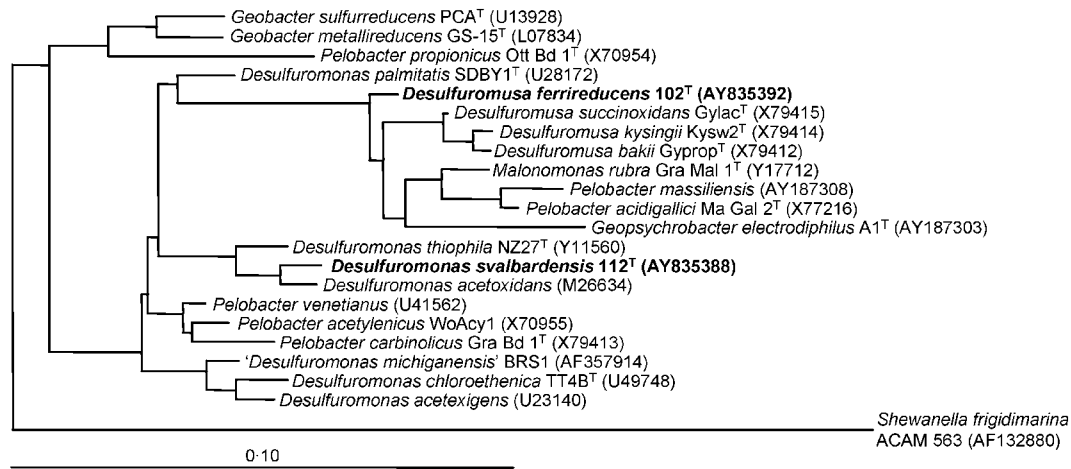 Geobacter sulfurreducens PCAᵀ (U13928)
Geobacter metallireducens GS-15ᵀ (L07834)
Pelobacter propionicus Ott Bd 1ᵀ (X70954)
Desulfuromonas palmitatis SDBY1ᵀ (U28172)
Desulfuromusa ferrireducens 102ᵀ (AY835392)
Desulfuromusa succinoxidans Gylacᵀ (X79415)
Desulfuromusa kysingii Kysw2ᵀ (X79414)
Desulfuromusa bakii Gypropᵀ (X79412)
Malonomonas rubra Gra Mal 1ᵀ (Y17712)
Pelobacter massiliensis (AY187308)
Pelobacter acidigallici Ma Gal 2ᵀ (X77216)
Geopsychrobacter electrodiphilus A1ᵀ (AY187303)
Desulfuromonas thiophila NZ27ᵀ (Y11560)
Desulfuromonas svalbardensis 112ᵀ (AY835388)
Desulfuromonas acetoxidans (M26634)
Pelobacter venetianus (U41562)
Pelobacter acetylenicus WoAcy1 (X70955)
Pelobacter carbinolicus Gra Bd 1ᵀ (X79413)
‘Desulfuromonas michiganensis’ BRS1 (AF357914)
Desulfuromonas chloroethenica TT4Bᵀ (U49748)
Desulfuromonas acetexigens (U23140)
Shewanella frigidimarina
ACAM 563 (AF132880)
0·10